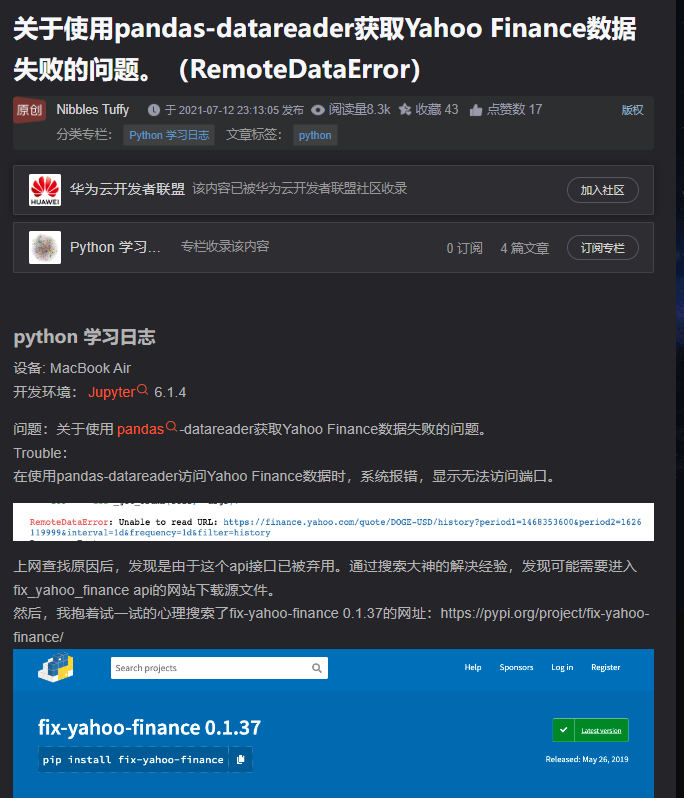 关于使用pandas-datareader获取Yahoo Finance数据
失败的问题。（RemoteDataError）
原创 Nibbles Tuffy 于 2021-07-12 23:13:05 发布 阅读量8.3k 收藏 43 点赞数 17 版权
分类专栏： Python 学习日志 文章标签： python
HUAWEI 华为云开发者联盟 该内容已被华为云开发者联盟社区收录 加入社区
Python 学习... 专栏收录该内容 0 订阅 4 篇文章 订阅专栏
python 学习日志
设备: MacBook Air
开发环境： Jupyter 6.1.4
问题：关于使用 pandas -datareader获取Yahoo Finance数据失败的问题。
Trouble：
在使用pandas-datareader访问Yahoo Finance数据时，系统报错，显示无法访问端口。
RemoteDataError: Unable to read URL: https://finance.yahoo.com/quote/DOGE-USD/history?period1=1468353600&period2=1626
119999&interval=1d&frequency=1d&filter=history
上网查找原因后，发现是由于这个api接口已被弃用。通过搜索大神的解决经验，发现可能需要进入
fix_yahoo_finance api的网站下载源文件。
然后，我抱着试一试的心理搜索了fix-yahoo-finance 0.1.37的网址：https://pypi.org/project/fix-yahoo-
finance/
Search projects Help Sponsors Log in Register
fix-yahoo-finance 0.1.37 Latest version
pip install fix-yahoo-finance Released: May 26, 2019